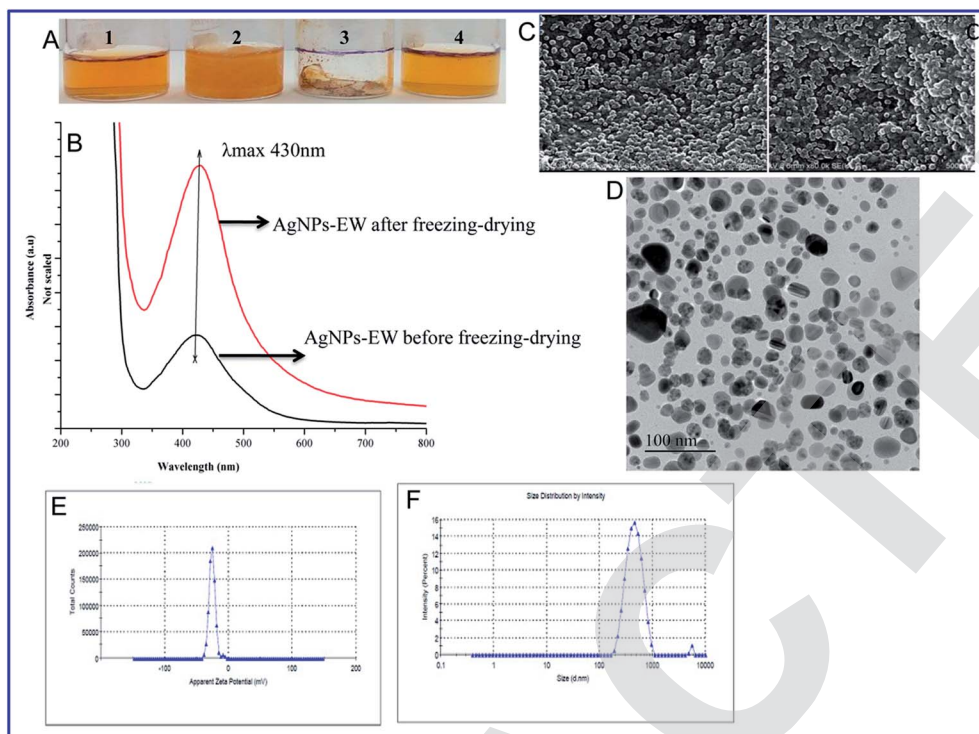 A
1 2 3 4
C
C
B
λmax 430nm
AgNPs-EW after freezing-drying
AgNPs-EW before freezing-drying
Absorbance (a.u)
Not scaled
200 300 400 500 600 700 800
Wavelength (nm)
D
100 nm
E
Total Counts
250000
200000
150000
100000
50000
0
-100 0 100 200
Apparent Zeta Potential (mV)
F
Size Distribution by Intensity
Intensity (Percent)
16
14
12
10
8
6
4
2
0
0.1 1 10 100 1000 10000
Size (d.nm)